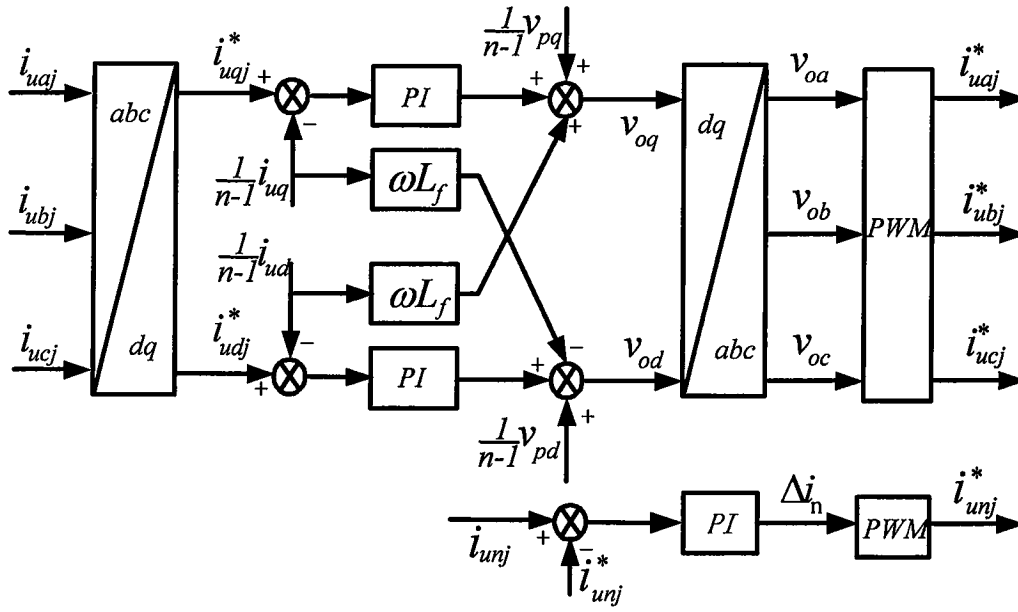 1/n-1 v_pq
i_uaj
i*_uqj
+
PI
+
+
v_oa
i*_uaj
abc
−
+
v_oq
dq
1/n-1 i_uq
ωL_f
i_ubj
v_ob
PWM
i*_ubj
1/n-1 i_ud
ωL_f
i_ucj
dq
i*_udj
−
+
PI
−
+
v_od
abc
v_oc
i*_ucj
1/n-1 v_pd
+
i_unj
+
−
i*_unj
PI
Δi_n
PWM
i*_unj